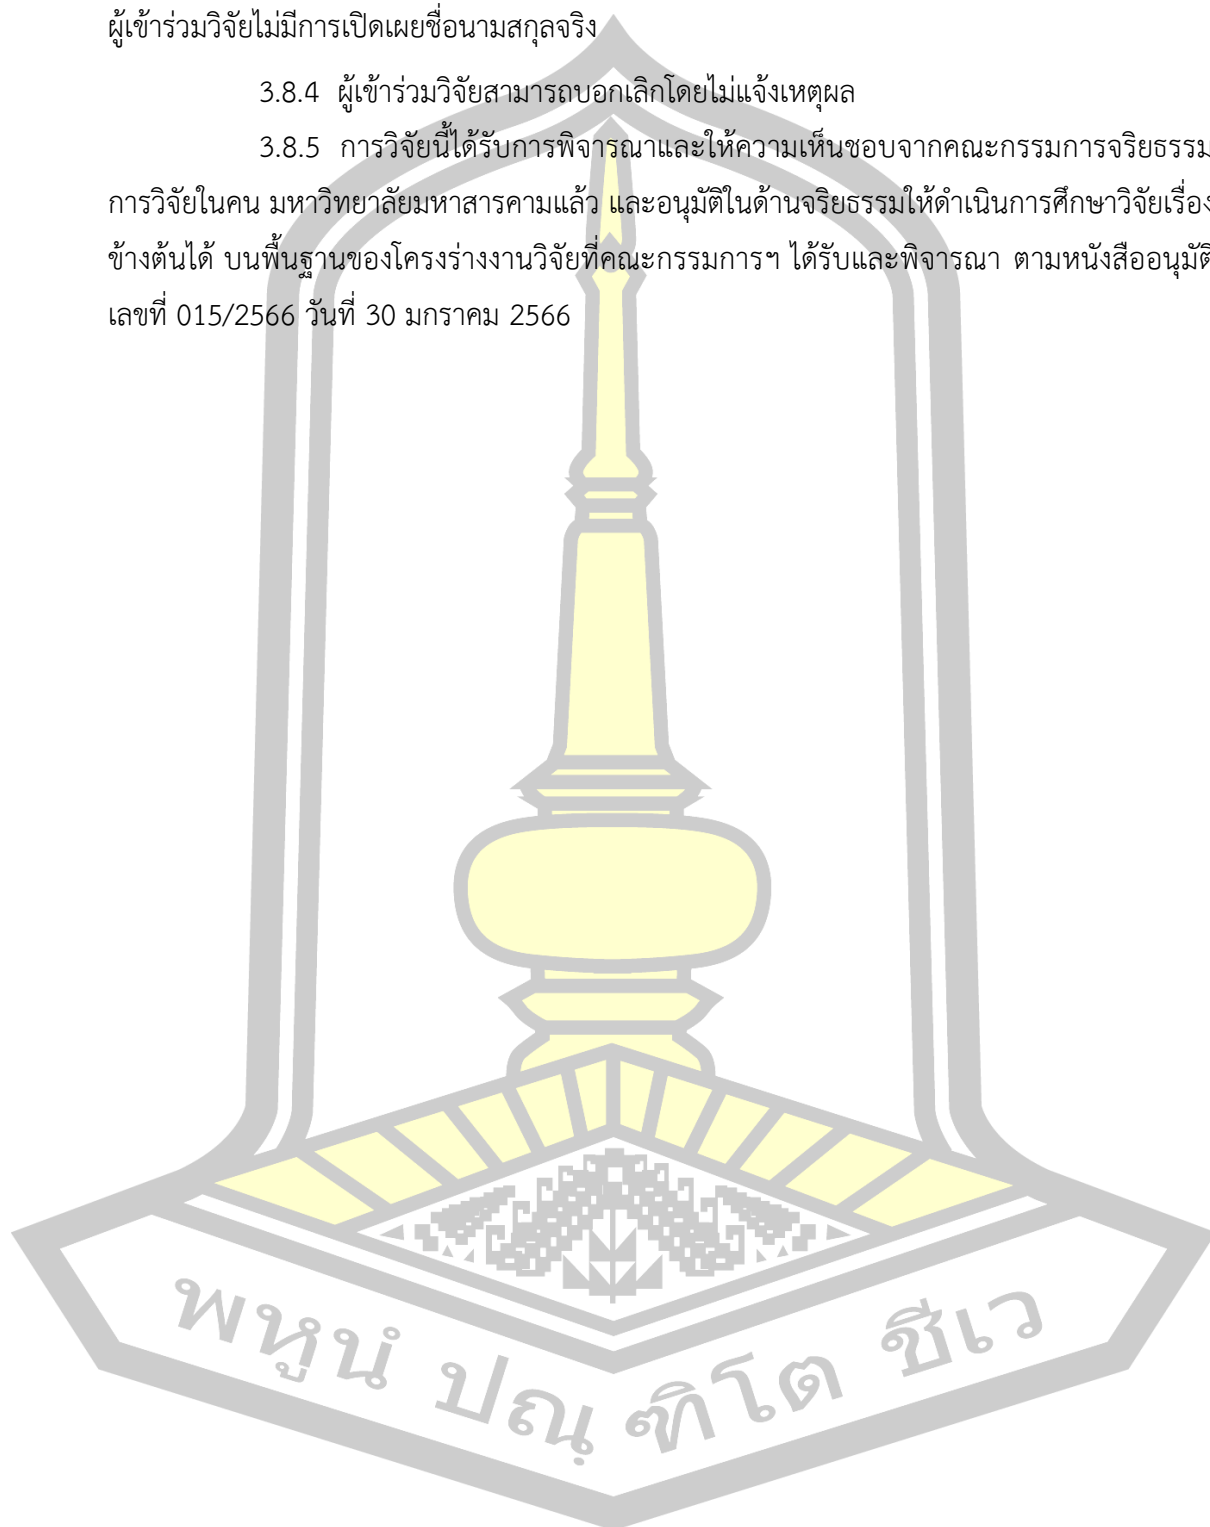 ผู้เข้าร่วมวิจัยไม่มีการเปิดเผยชื่อนามสกุลจริง
3.8.4 ผู้เข้าร่วมวิจัยสามารถบอกเลิกโดยไม่แจ้งเหตุผล
3.8.5 การวิจัยนี้ได้รับการพิจารณาและให้ความเห็นชอบจากคณะกรรมการจริยธรรม
การวิจัยในคน มหาวิทยาลัยมหาสารคามแล้ว และอนุมัติในด้านจริยธรรมให้ดำเนินการศึกษาวิจัยเรื่อง
ข้างต้นได้ บนพื้นฐานของโครงร่างงานวิจัยที่คณะกรรมการฯ ได้รับและพิจารณา ตามหนังสืออนุมัติ
เลขที่ 015/2566 วันที่ 30 มกราคม 2566
พหูนํ ปณฺฑิโต ชีเว